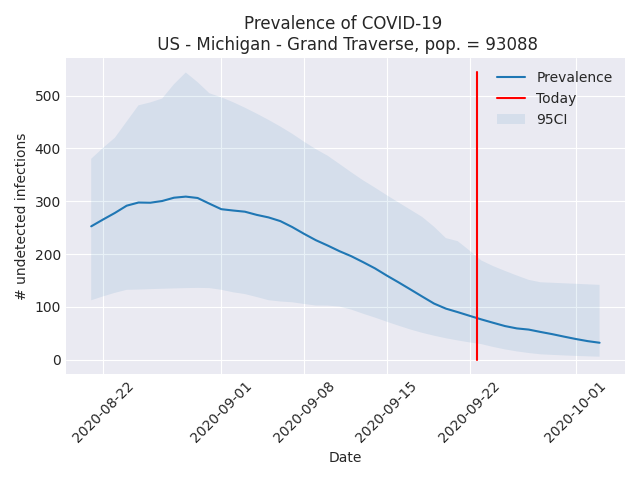 Prevalence of COVID-19
US - Michigan - Grand Traverse, pop. = 93088
Prevalence
Today
95CI
# undetected infections
500
400
300
200
100
0
2020-08-22
2020-09-01
2020-09-08
2020-09-15
2020-09-22
2020-10-01
Date